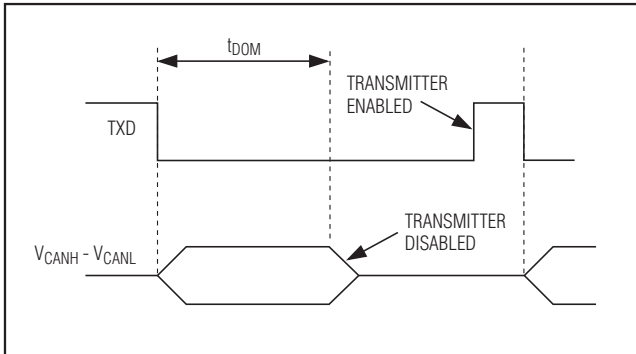 tDOM
TRANSMITTER
ENABLED
TXD
TRANSMITTER
DISABLED
VCANH - VCANL